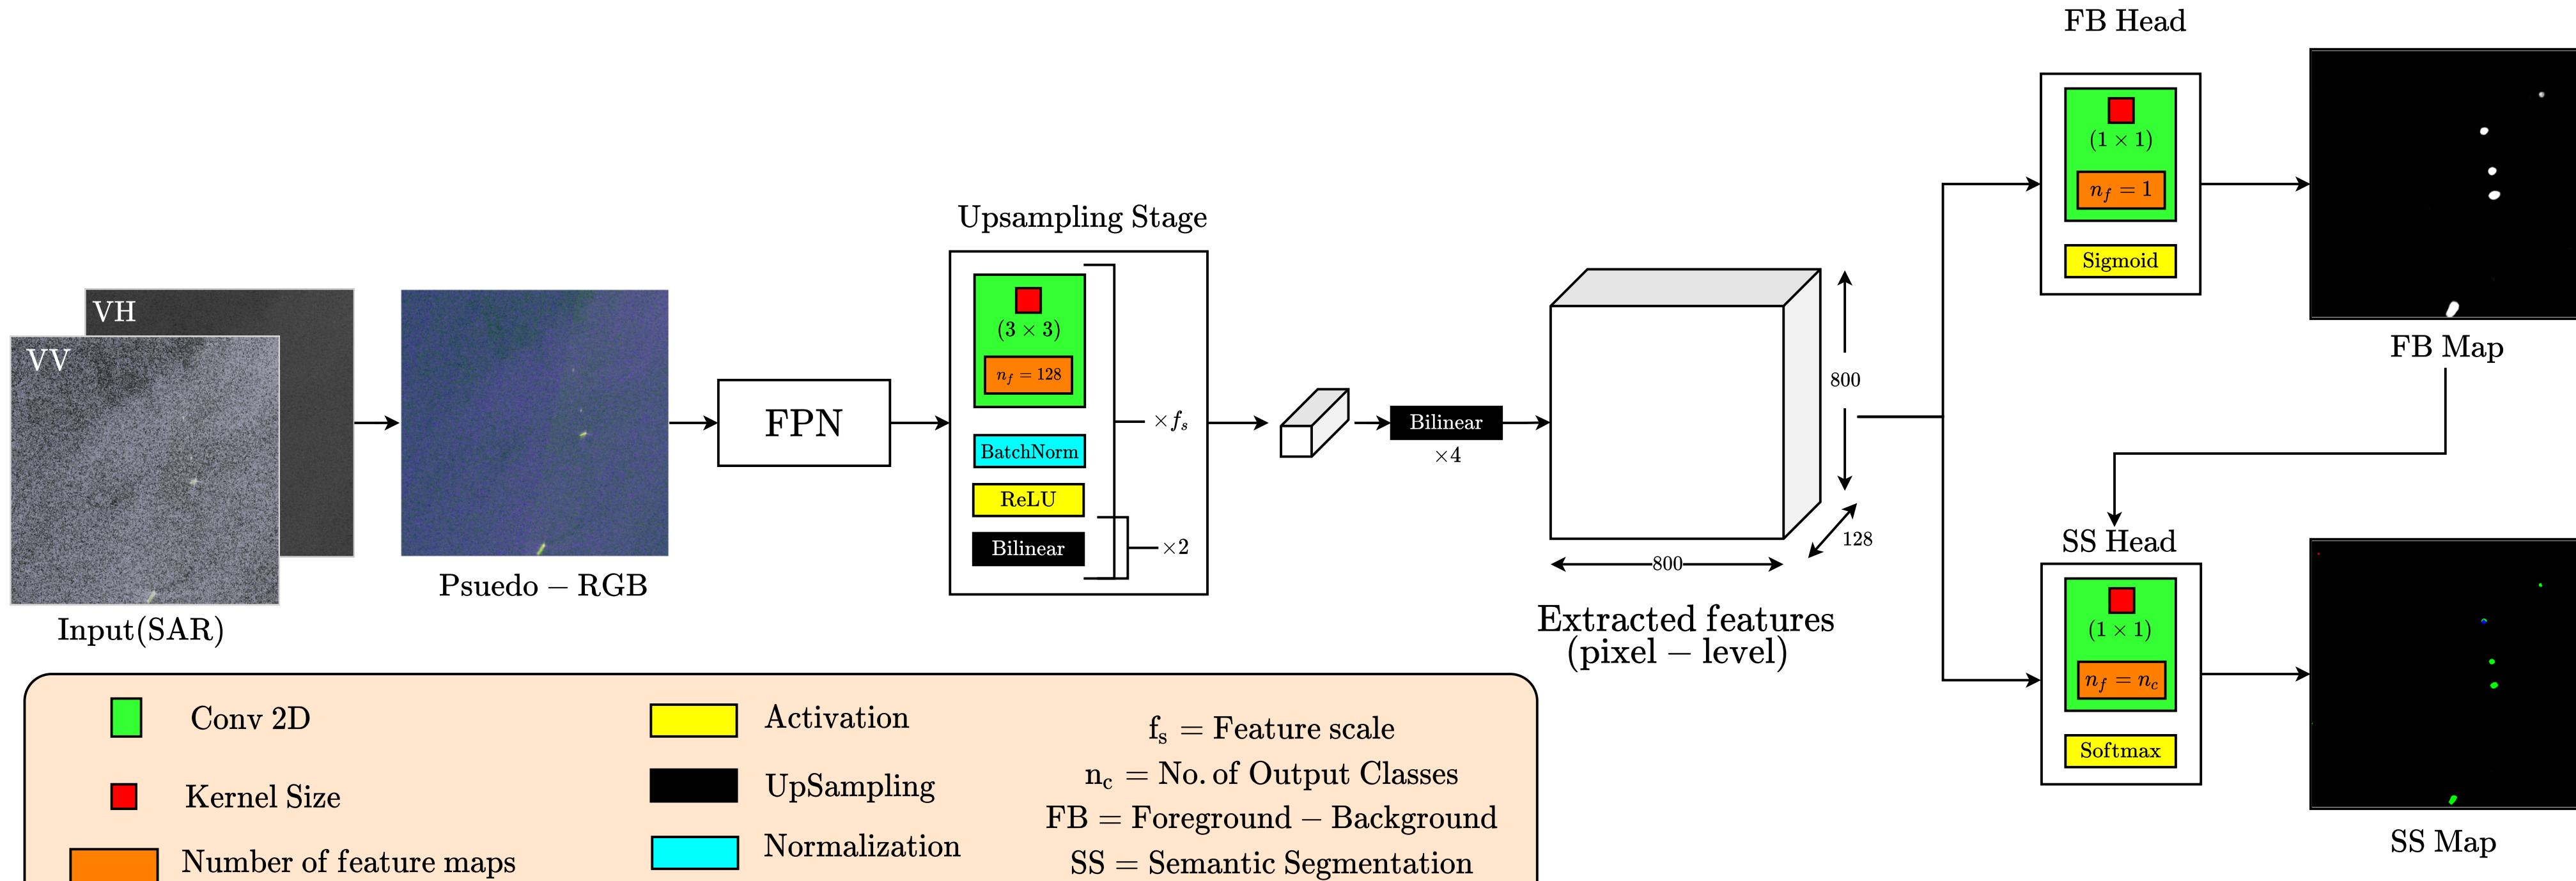 VH
VV
Input(SAR)
Psuedo – RGB
FPN
Upsampling Stage
(3 × 3)
n_f = 128
BatchNorm
ReLU
Bilinear
×f_s
×2
Bilinear
×4
800
128
800
Extracted features
(pixel – level)
FB Head
(1 × 1)
n_f = 1
Sigmoid
FB Map
SS Head
(1 × 1)
n_f = n_c
Softmax
SS Map
Conv 2D
Kernel Size
Number of feature maps
Activation
UpSampling
Normalization
f_s = Feature scale
n_c = No. of Output Classes
FB = Foreground – Background
SS = Semantic Segmentation